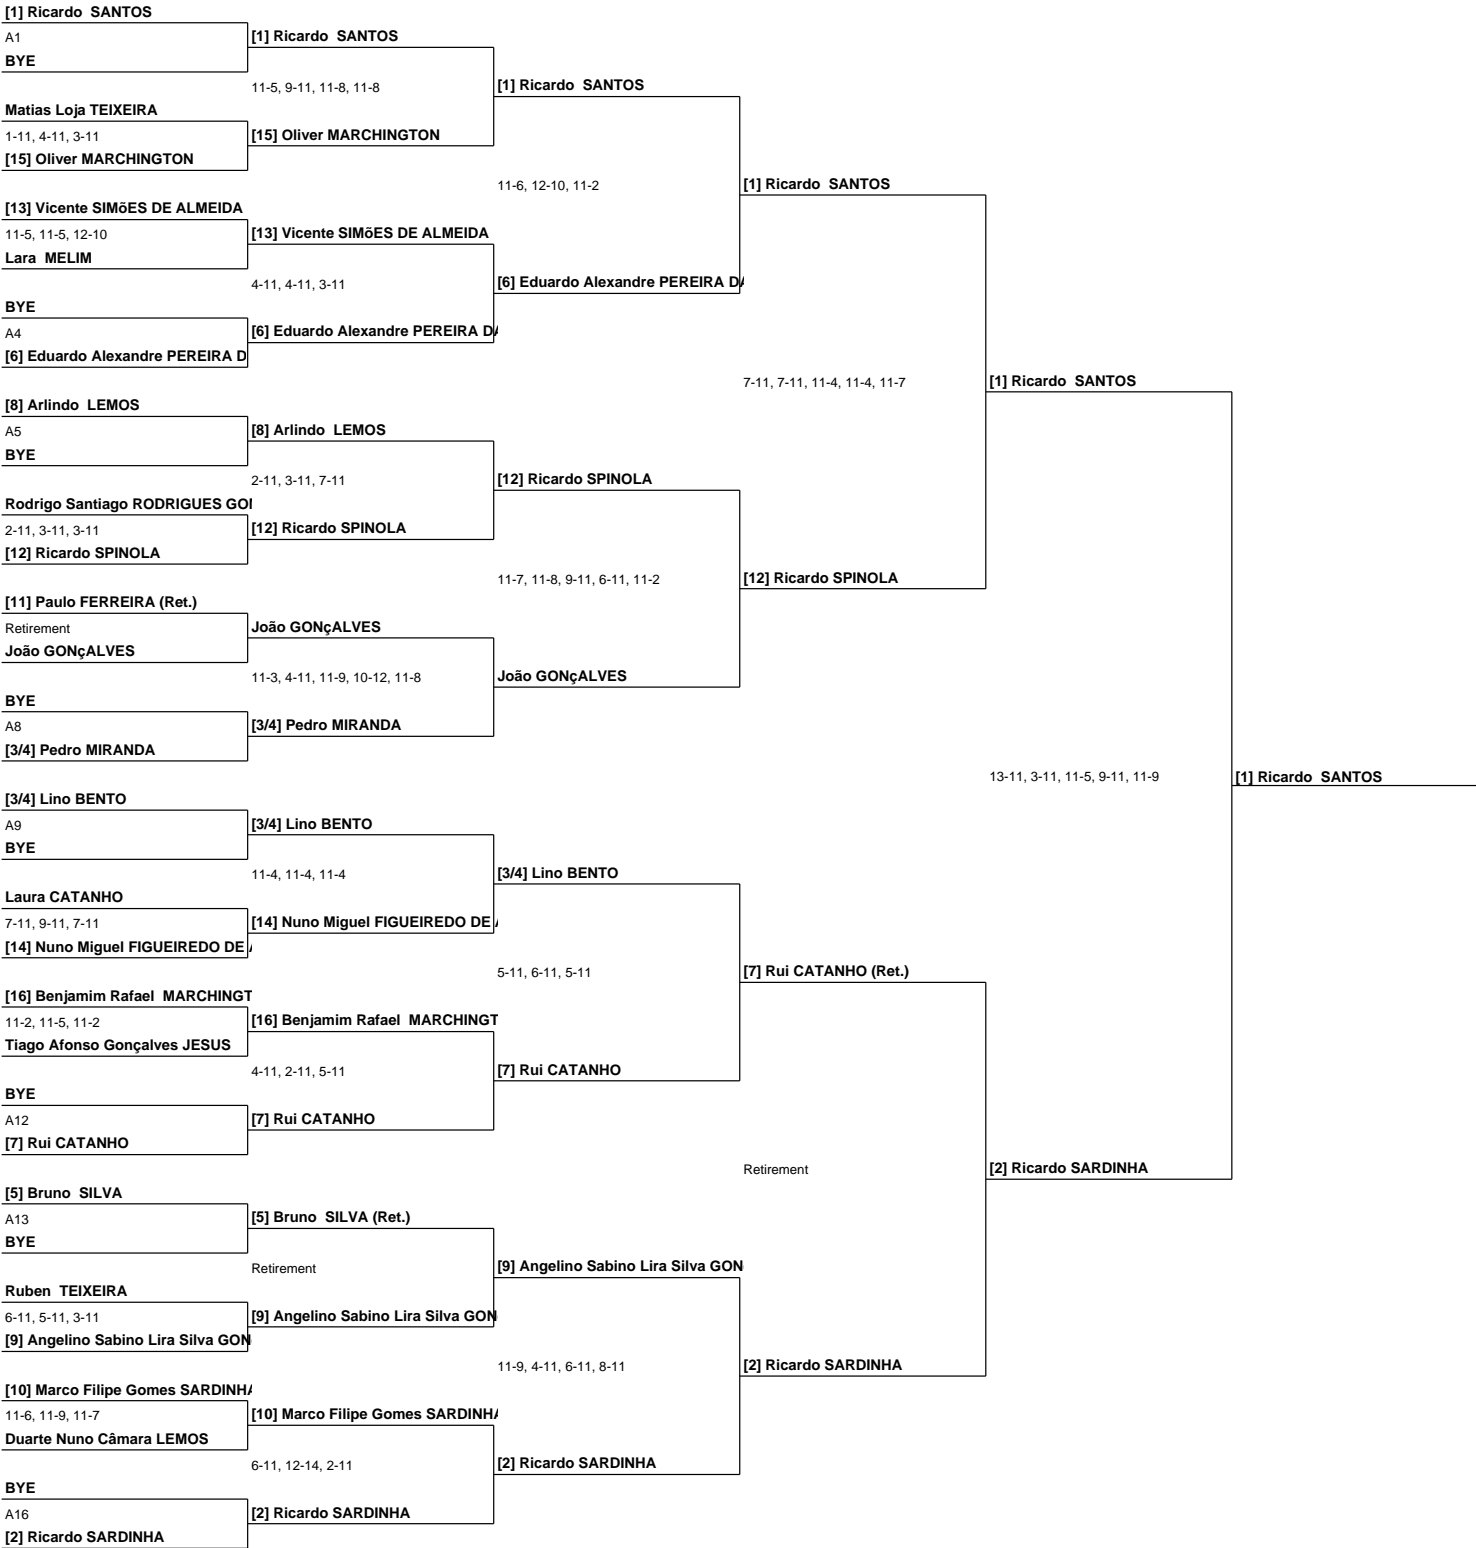 [1] Ricardo  SANTOS
A1
[1] Ricardo  SANTOS
BYE
11-5, 9-11, 11-8, 11-8
[1] Ricardo  SANTOS
Matias Loja TEIXEIRA
1-11, 4-11, 3-11
[15] Oliver MARCHINGTON
[15] Oliver MARCHINGTON
11-6, 12-10, 11-2
[1] Ricardo  SANTOS
[13] Vicente SIMõES DE ALMEIDA
11-5, 11-5, 12-10
[13] Vicente SIMõES DE ALMEIDA
Lara  MELIM
4-11, 4-11, 3-11
[6] Eduardo Alexandre PEREIRA DA
BYE
A4
[6] Eduardo Alexandre PEREIRA DA
[6] Eduardo Alexandre PEREIRA D
7-11, 7-11, 11-4, 11-4, 11-7
[1] Ricardo  SANTOS
[8] Arlindo  LEMOS
A5
[8] Arlindo  LEMOS
BYE
2-11, 3-11, 7-11
[12] Ricardo SPINOLA
Rodrigo Santiago RODRIGUES GO
2-11, 3-11, 3-11
[12] Ricardo SPINOLA
[12] Ricardo SPINOLA
11-7, 11-8, 9-11, 6-11, 11-2
[12] Ricardo SPINOLA
[11] Paulo FERREIRA (Ret.)
Retirement
João GONçALVES
João GONçALVES
11-3, 4-11, 11-9, 10-12, 11-8
João GONçALVES
BYE
A8
[3/4] Pedro MIRANDA
[3/4] Pedro MIRANDA
13-11, 3-11, 11-5, 9-11, 11-9
[1] Ricardo  SANTOS
[3/4] Lino BENTO
A9
[3/4] Lino BENTO
BYE
11-4, 11-4, 11-4
[3/4] Lino BENTO
Laura CATANHO
7-11, 9-11, 7-11
[14] Nuno Miguel FIGUEIREDO DE
[14] Nuno Miguel FIGUEIREDO DE
5-11, 6-11, 5-11
[7] Rui CATANHO (Ret.)
[16] Benjamim Rafael  MARCHINGT
11-2, 11-5, 11-2
[16] Benjamim Rafael  MARCHINGT
Tiago Afonso Gonçalves JESUS
4-11, 2-11, 5-11
[7] Rui CATANHO
BYE
A12
[7] Rui CATANHO
[7] Rui CATANHO
Retirement
[2] Ricardo SARDINHA
[5] Bruno  SILVA
A13
[5] Bruno  SILVA (Ret.)
BYE
Retirement
[9] Angelino Sabino Lira Silva GON
Ruben  TEIXEIRA
6-11, 5-11, 3-11
[9] Angelino Sabino Lira Silva GON
[9] Angelino Sabino Lira Silva GON
11-9, 4-11, 6-11, 8-11
[2] Ricardo SARDINHA
[10] Marco Filipe Gomes SARDINHA
11-6, 11-9, 11-7
[10] Marco Filipe Gomes SARDINHA
Duarte Nuno Câmara LEMOS
6-11, 12-14, 2-11
[2] Ricardo SARDINHA
BYE
A16
[2] Ricardo SARDINHA
[2] Ricardo SARDINHA